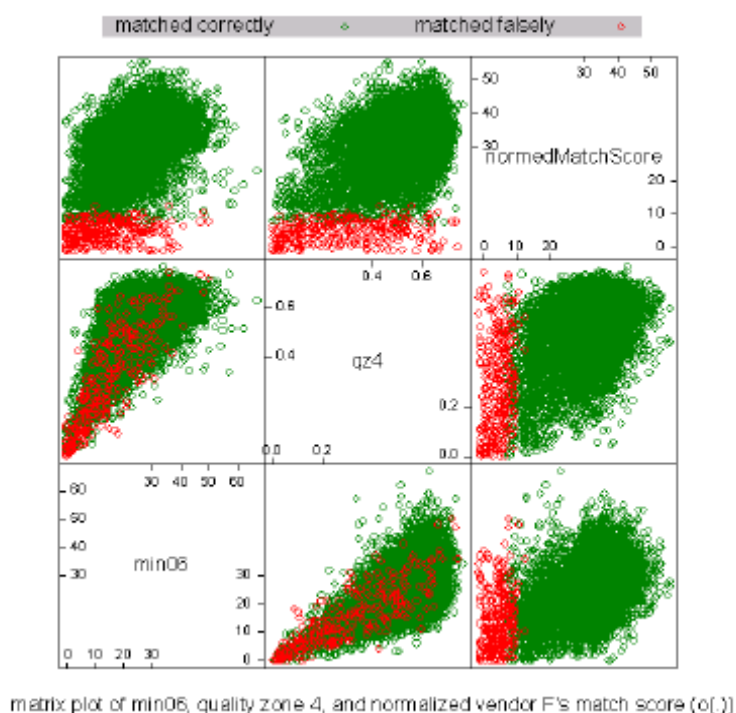 matched correctly matched falsely
30 40 50
50
40
30
normedMatchScore
20
10
0
0 10 20
0.4 0.6
0.6
0.4
qz4
0.2
0.0
0.0 0.2
30 40 50 60
60
50
40
30
min06
30
20
10
0
0 10 20 30
matrix plot of min06, quality zone 4, and normalized vendor F's match score (o(.))